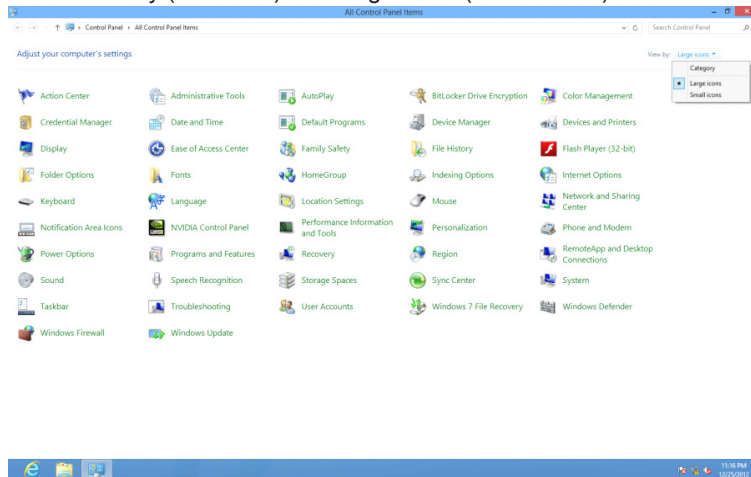 All Control Panel Items
Control Panel All Control Panel Items
Search Control Panel
Adjust your computer's settings
View by: Large icons
Category
Large icons
Small icons
Action Center Administrative Tools AutoPlay BitLocker Drive Encryption Color Management
Credential Manager Date and Time Default Programs Device Manager Devices and Printers
Display Ease of Access Center Family Safety File History Flash Player (32-bit)
Folder Options Fonts HomeGroup Indexing Options Internet Options
Keyboard Language Location Settings Mouse Network and Sharing
Center
Notification Area Icons NVIDIA Control Panel Performance Information
and Tools
Personalization Phone and Modem
Power Options Programs and Features Recovery Region RemoteApp and Desktop
Connections
Sound Speech Recognition Storage Spaces Sync Center System
Taskbar Troubleshooting User Accounts Windows 7 File Recovery Windows Defender
Windows Firewall Windows Update
11:16 PM
12/25/2012